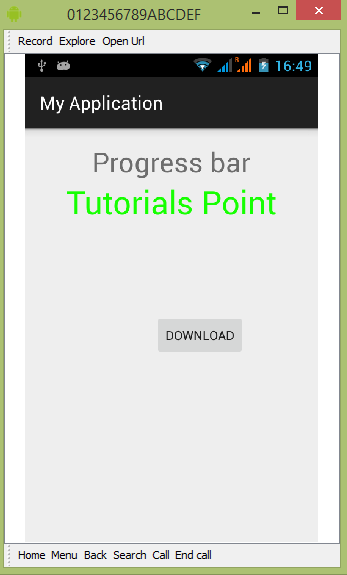 0123456789ABCDEF
Record Explore Open Url
R 16:49
My Application
Progress bar
Tutorials Point
DOWNLOAD
Home Menu Back Search Call End call